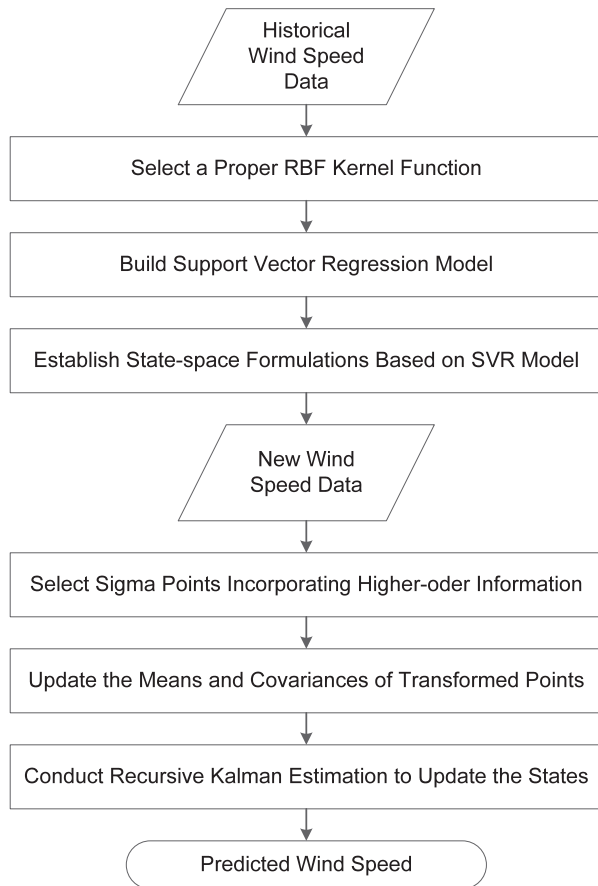 Historical
Wind Speed
Data
Select a Proper RBF Kernel Function
Build Support Vector Regression Model
Establish State-space Formulations Based on SVR Model
New Wind
Speed Data
Select Sigma Points Incorporating Higher-oder Information
Update the Means and Covariances of Transformed Points
Conduct Recursive Kalman Estimation to Update the States
Predicted Wind Speed